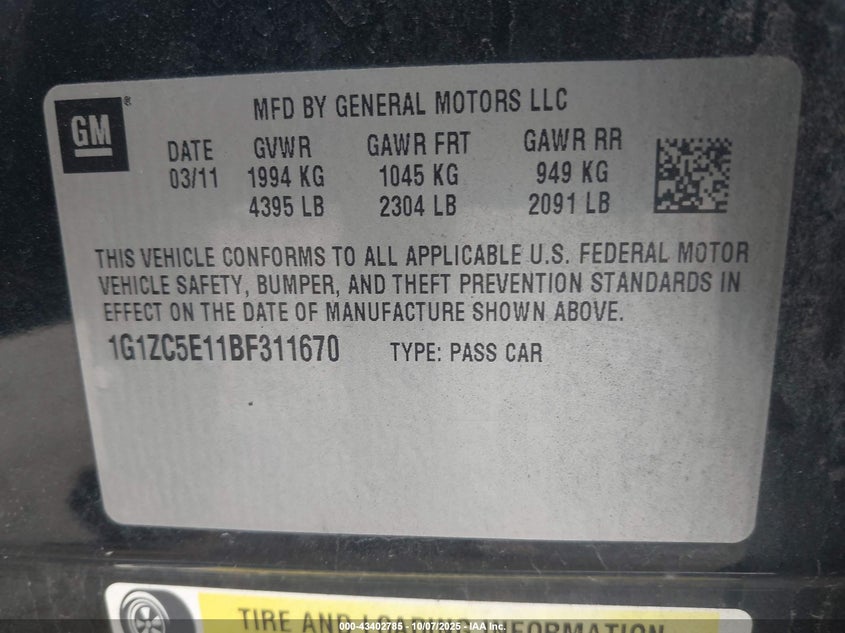 GM®
MFD BY GENERAL MOTORS LLC
DATE GVWR GAWR FRT GAWR RR
03/11 1994 KG 1045 KG 949 KG
4395 LB 2304 LB 2091 LB
THIS VEHICLE CONFORMS TO ALL APPLICABLE U.S. FEDERAL MOTOR
VEHICLE SAFETY, BUMPER, AND THEFT PREVENTION STANDARDS IN
EFFECT ON THE DATE OF MANUFACTURE SHOWN ABOVE.
1G1ZC5E11BF311670 TYPE: PASS CAR
TIRE AND INFORMATION
000-43402785 - 10/07/2025 - IAA Inc.